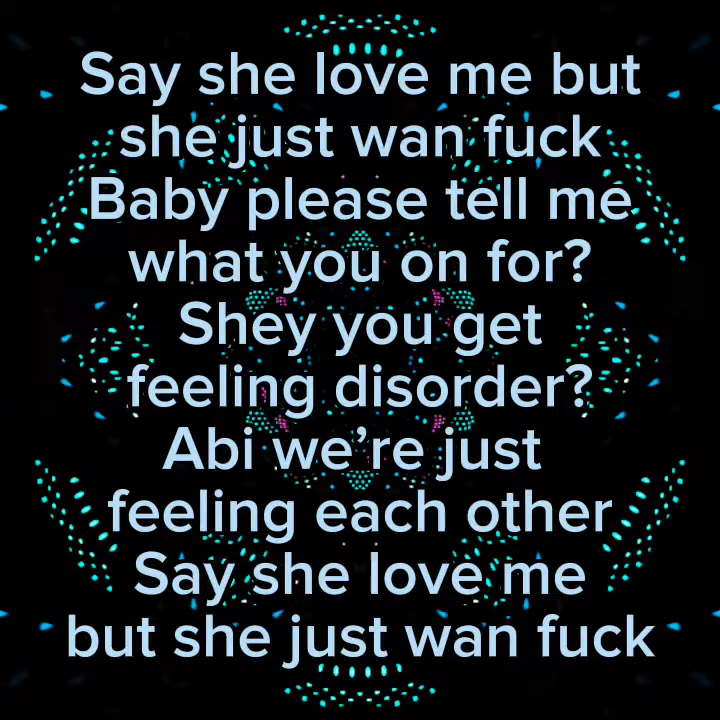 Say she love me but
she just wan fuck
Baby please tell me
what you on for?
Shey you get
feeling disorder?
Abi we’re just
feeling each other
Say she love me
but she just wan fuck